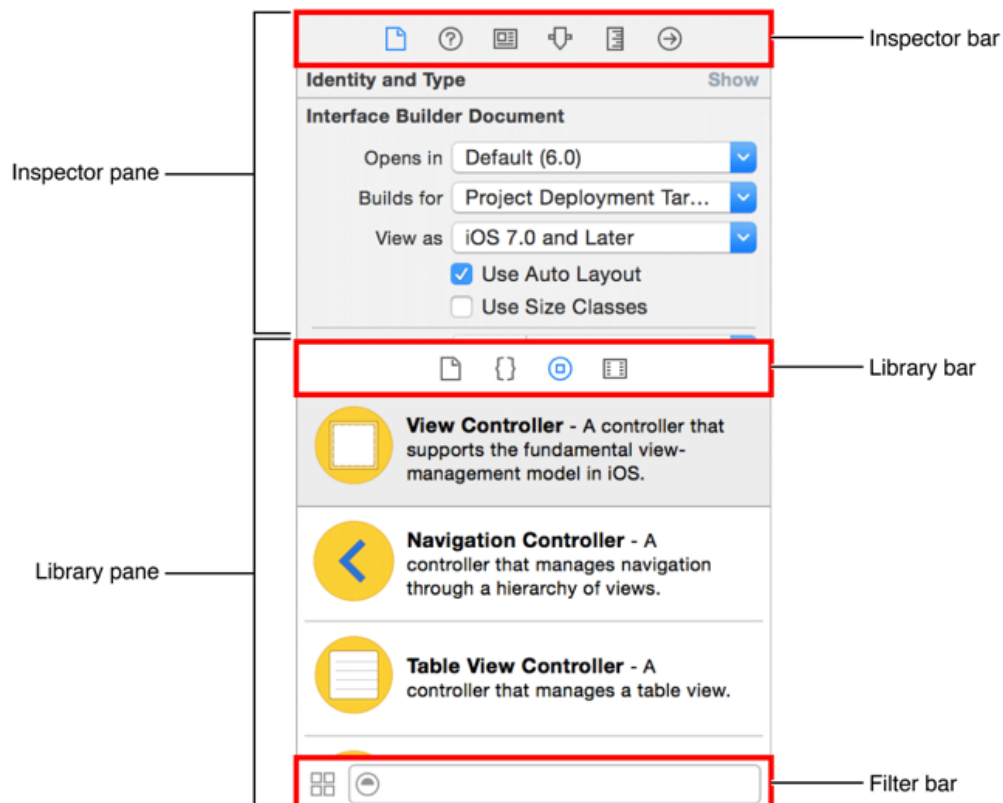 Inspector bar
Identity and Type Show
Interface Builder Document
Opens in Default (6.0)
Inspector pane
Builds for Project Deployment Tar...
View as iOS 7.0 and Later
Use Auto Layout
Use Size Classes
Library bar
{}
View Controller - A controller that
supports the fundamental view-
management model in iOS.
Navigation Controller - A
controller that manages navigation
through a hierarchy of views.
Library pane
Table View Controller - A
controller that manages a table view.
Filter bar